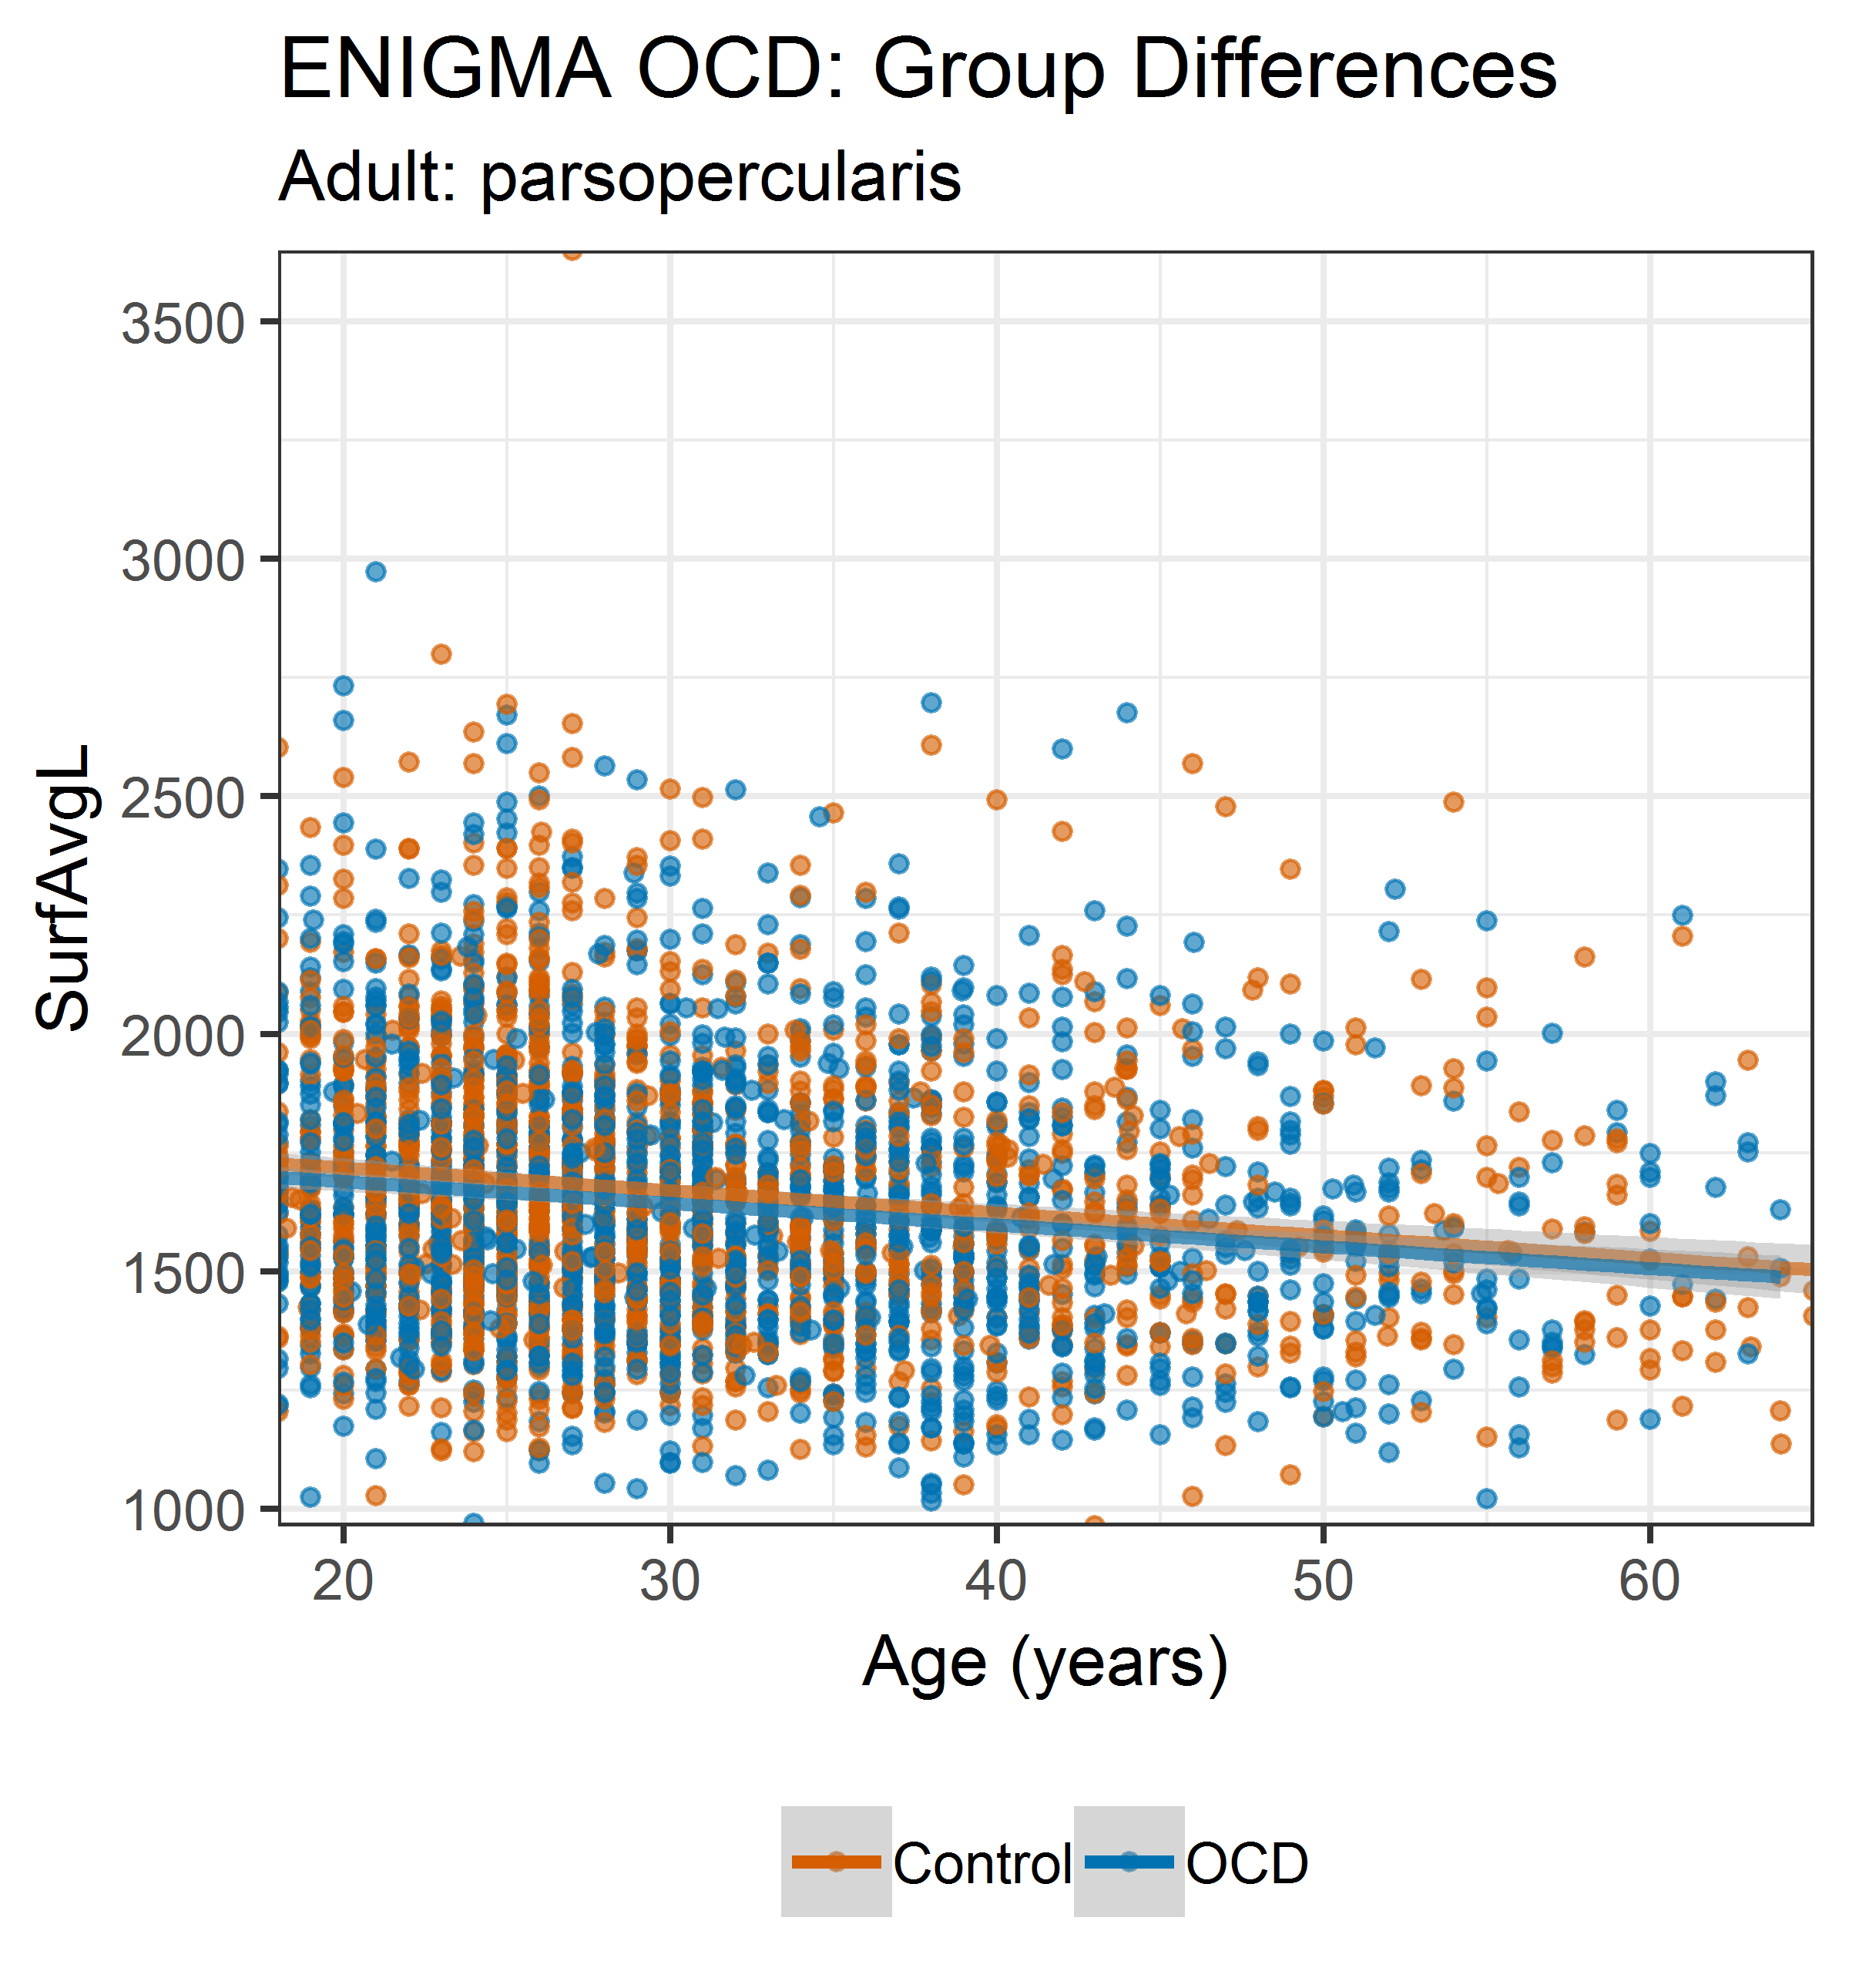 ENIGMA OCD: Group Differences
Adult: parsopercularis
SurfAvgL
3500
3000
2500
2000
1500
1000
20 30 40 50 60
Age (years)
Control OCD